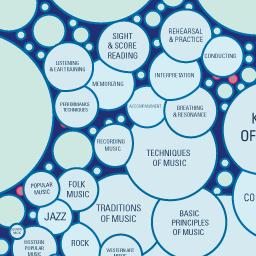 SIGHT
& SCORE
READING
REHEARSAL
& PRACTICE
CONDUCTING
LISTENING
& EAR TRAINING
MEMORIZING
INTERPRETATION
PERFORMANCE
TECHNIQUES
ACCOMPANIMENT
BREATHING
& RESONANCE
K
OF
RECORDING
MUSIC
TECHNIQUES
OF MUSIC
POPULAR
MUSIC
FOLK
MUSIC
CO
JAZZ
TRADITIONS
OF MUSIC
BASIC
PRINCIPLES
OF MUSIC
WESTERN
POPULAR
MUSIC
ROCK
WESTERN ART